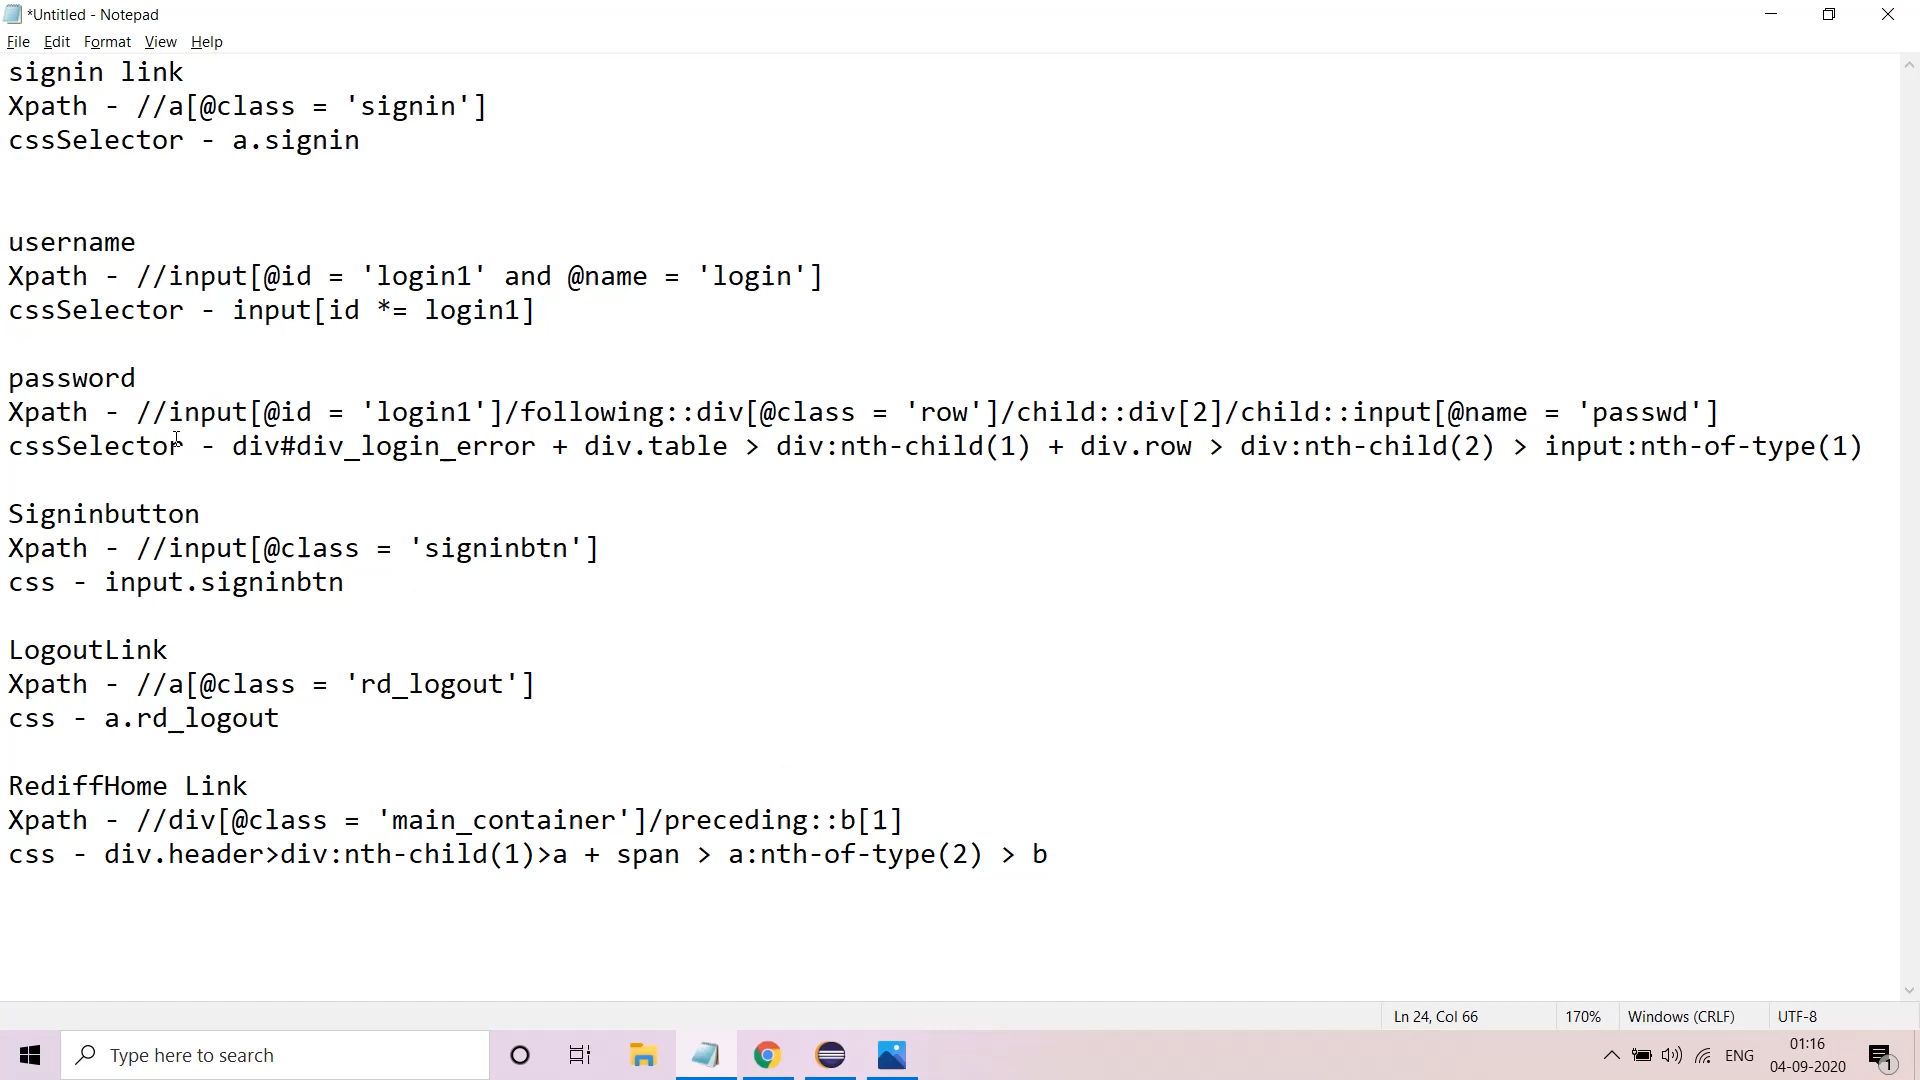 *Untitled - Notepad
File Edit Format View Help
signin link
Xpath - //a[@class = 'signin']
cssSelector - a.signin
username
Xpath - //input[@id = 'login1' and @name = 'login']
cssSelector - input[id *= login1]
password
Xpath - //input[@id = 'login1']/following::div[@class = 'row']/child::div[2]/child::input[@name = 'passwd']
cssSelector - div#div_login_error + div.table > div:nth-child(1) + div.row > div:nth-child(2) > input:nth-of-type(1)
Signinbutton
Xpath - //input[@class = 'signinbtn']
css - input.signinbtn
LogoutLink
Xpath - //a[@class = 'rd_logout']
css - a.rd_logout
RediffHome Link
Xpath - //div[@class = 'main_container']/preceding::b[1]
css - div.header>div:nth-child(1)>a + span > a:nth-of-type(2) > b
Ln 24, Col 66 170% Windows (CRLF) UTF-8
Type here to search
ENG
01:16
04-09-2020
1